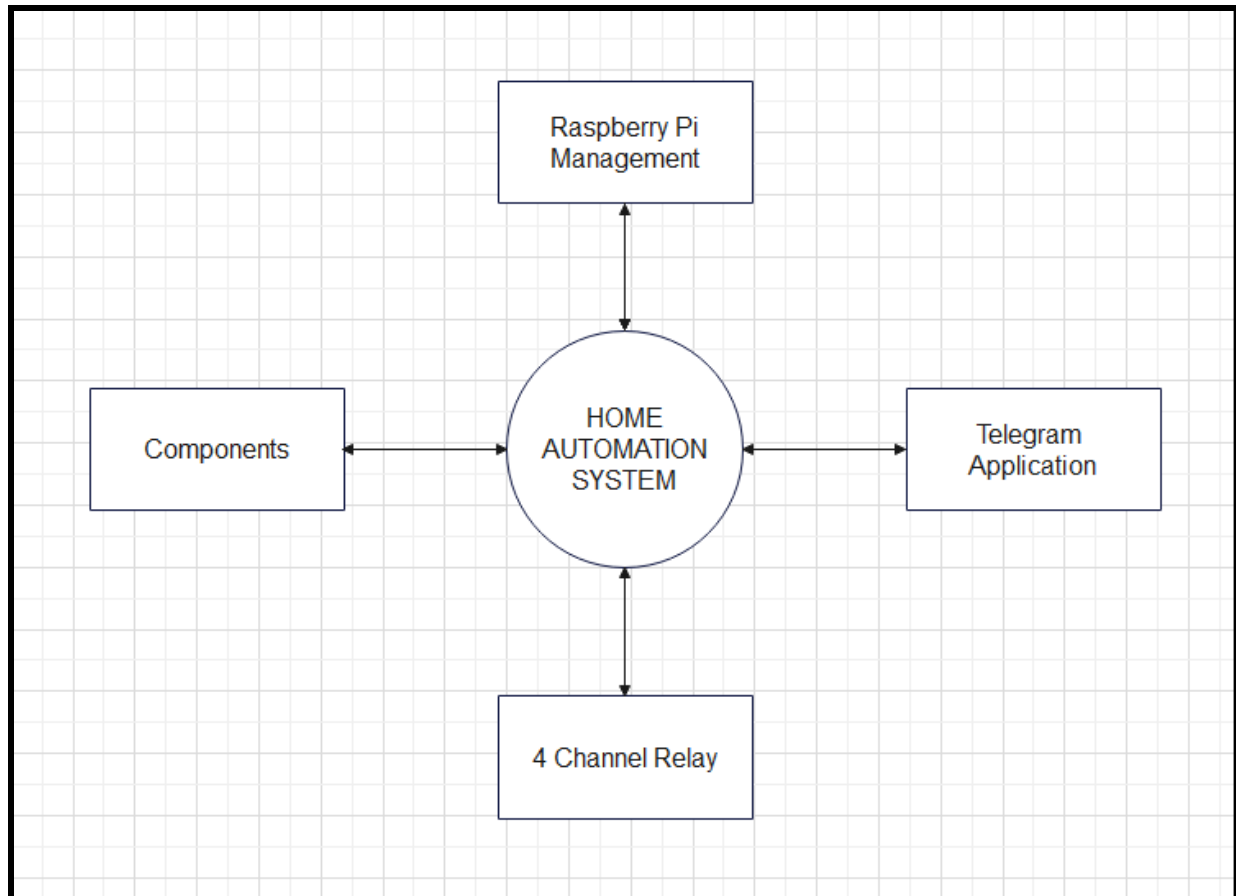 Raspberry Pi
Management
HOME
AUTOMATION
SYSTEM
Components
Telegram
Application
4 Channel Relay